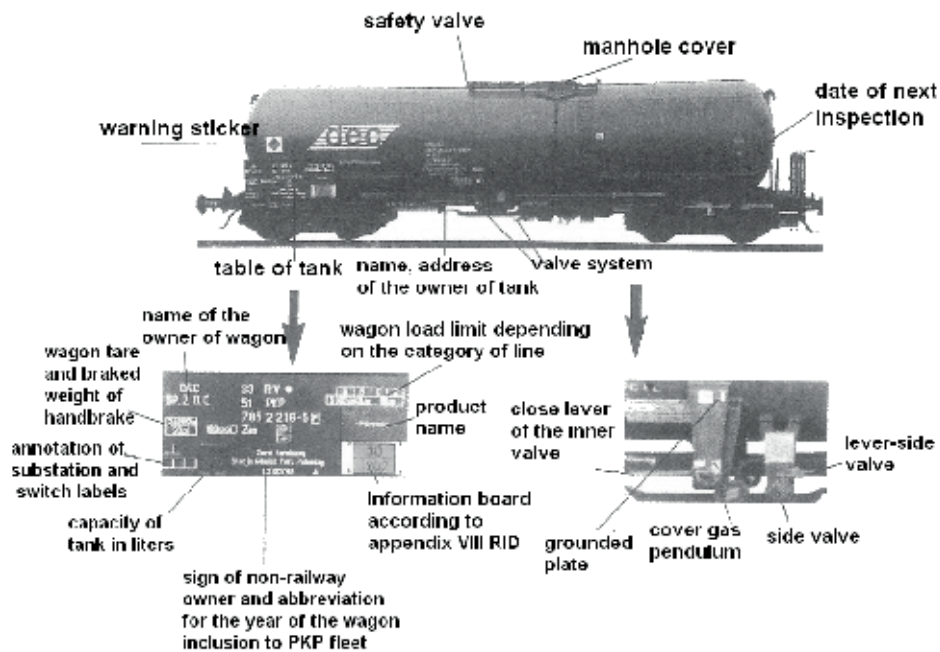 safety valve
manhole cover
date of next
inspection
warning sticker
dec
table of tank
name, address
of the owner of tank
valve system
name of the
owner of wagon
wagon load limit depending
on the category of line
wagon tare
and braked
weight of
handbrake
product
name
close lever
of the inner
valve
lever-side
valve
annotation of
substation and
switch labels
capacity of
tank in liters
Information board
according to
appendix VIII RID
grounded
plate
cover gas
pendulum
side valve
sign of non-railway
owner and abbreviation
for the year of the wagon
inclusion to PKP fleet
33 RIV
51 PKP